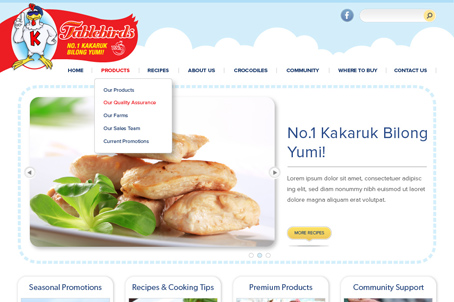 Tablebirds
NO.1 KAKARUK
BILONG YUMI!
HOME
PRODUCTS
RECIPES
ABOUT US
CROCODILES
COMMUNITY
WHERE TO BUY
CONTACT US
Our Products
Our Quality Assurance
Our Farms
Our Sales Team
Current Promotions
No.1 Kakaruk Bilong
Yumi!
Lorem ipsum dolor sit amet, consectetuer adipisc
ing elit, sed diam nonummy nibh euismod ut laoret
dolore magna aliquam erat volutpat.
MORE RECIPES
Seasonal Promotions
Recipes & Cooking Tips
Premium Products
Community Support